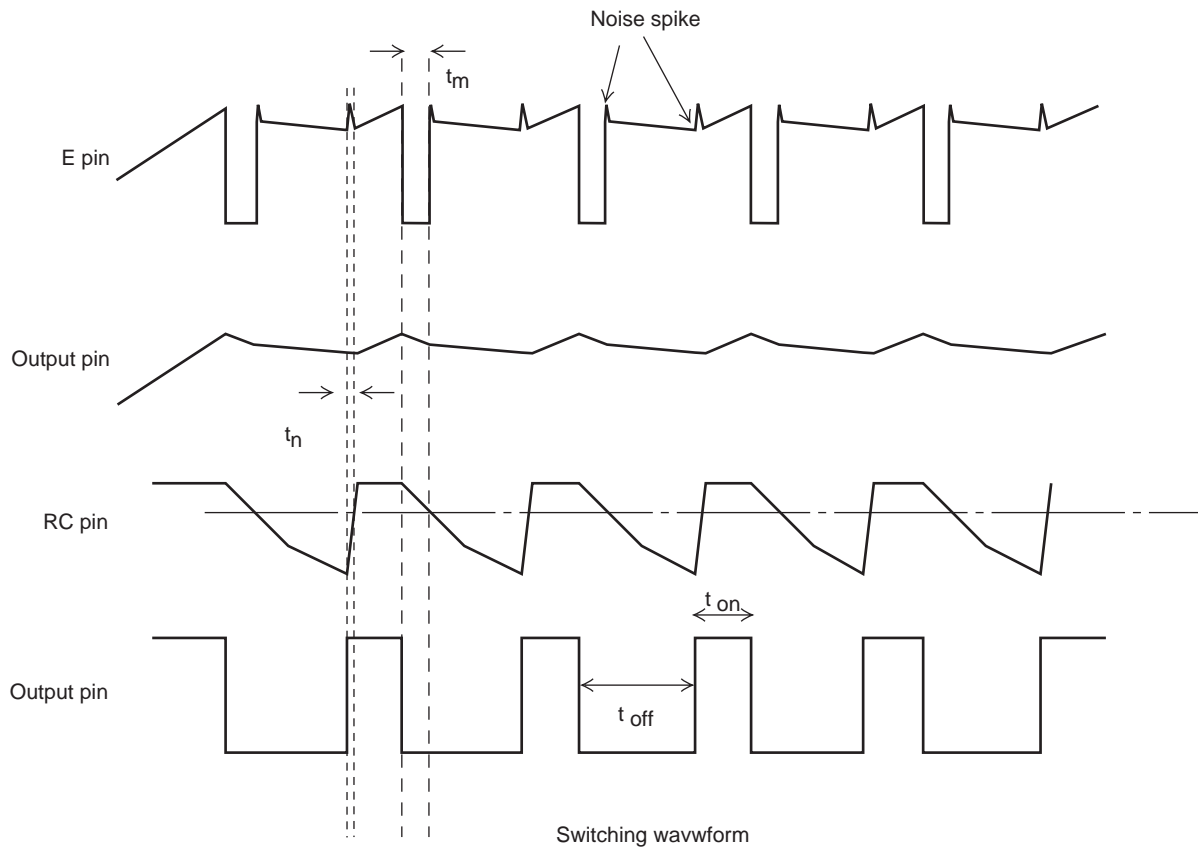 Noise spike
tm
E pin
Output pin
tn
RC pin
t on
Output pin
t off
Switching wavwform